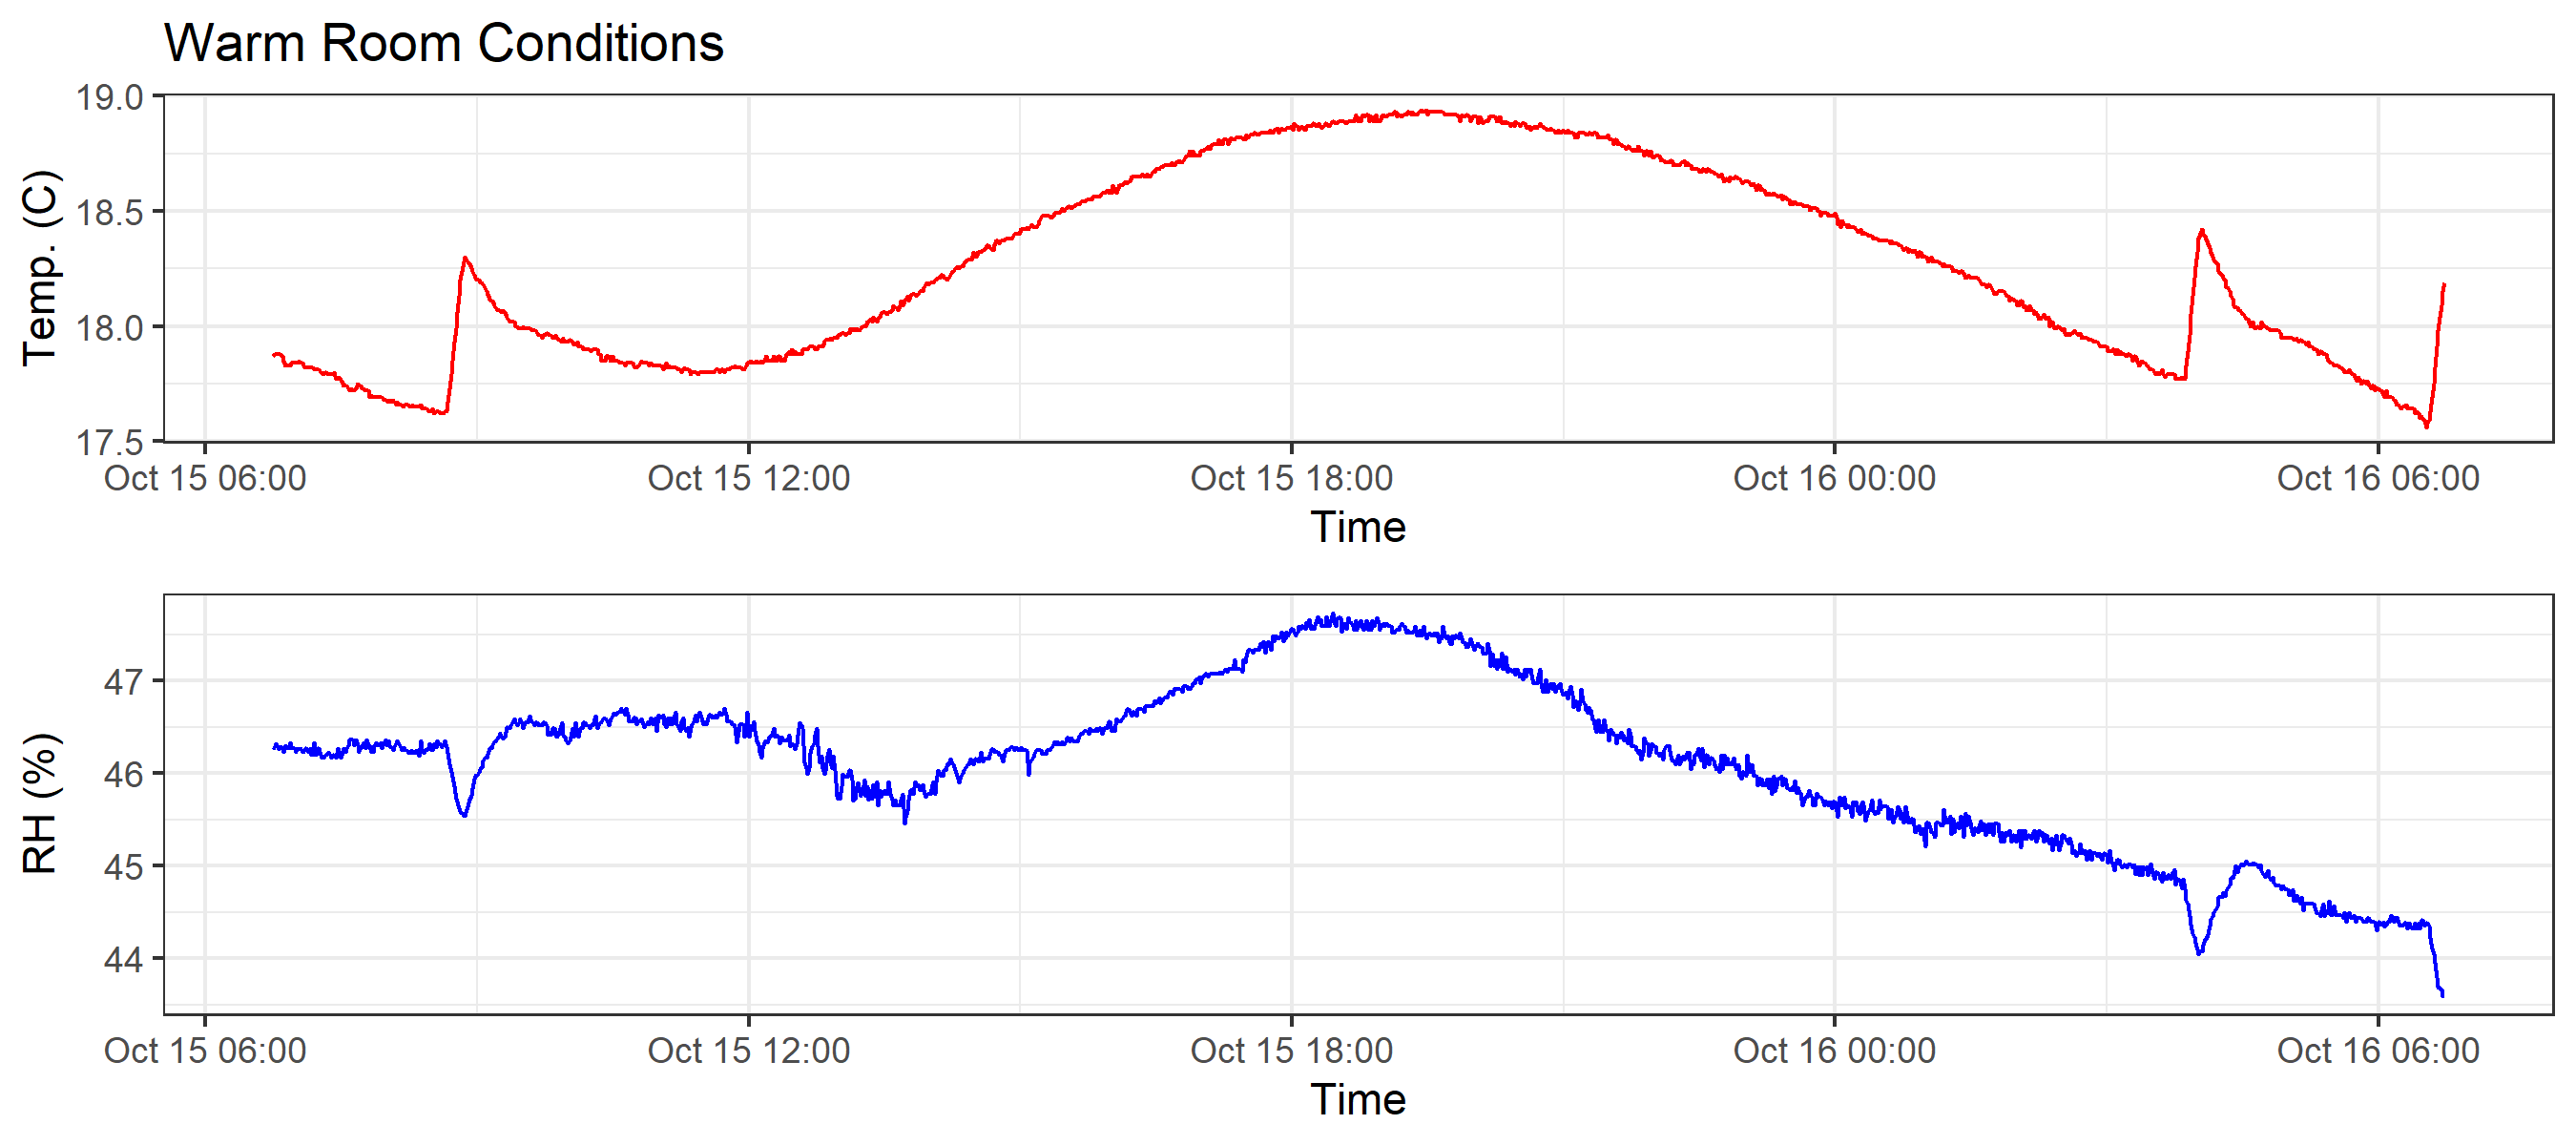 Warm Room Conditions
Temp. (C)
19.0
18.5
18.0
17.5
Oct 15 06:00 Oct 15 12:00 Oct 15 18:00 Oct 16 00:00 Oct 16 06:00
Time
RH (%)
47
46
45
44
Oct 15 06:00 Oct 15 12:00 Oct 15 18:00 Oct 16 00:00 Oct 16 06:00
Time